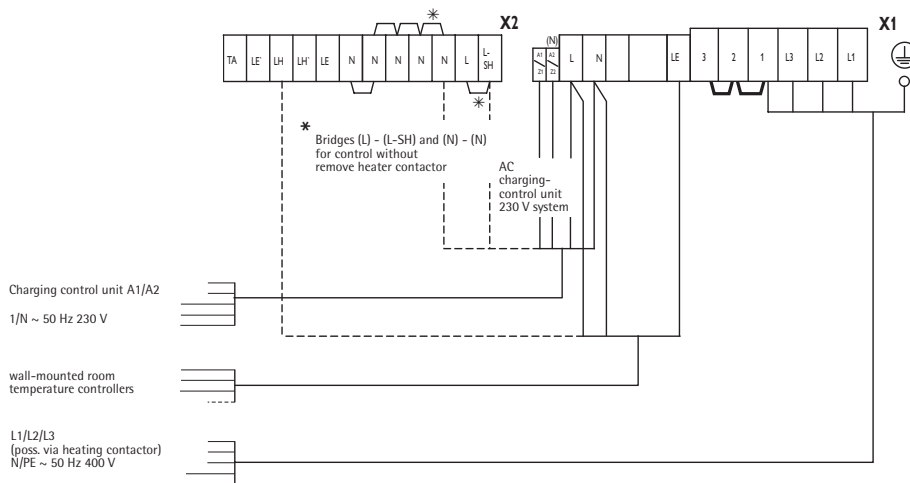 X2
X1
(N)
TA LE' LH LH' LE N N N N N L L-SH
A1 A2
Z1 Z2
L N LE 3 2 1 L3 L2 L1
*
*
*
Bridges (L) - (L-SH) and (N) - (N)
for control without
remove heater contactor
AC
charging-
control unit
230 V system
Charging control unit A1/A2
1/N ~ 50 Hz 230 V
wall-mounted room
temperature controllers
L1/L2/L3
(poss. via heating contactor)
N/PE ~ 50 Hz 400 V